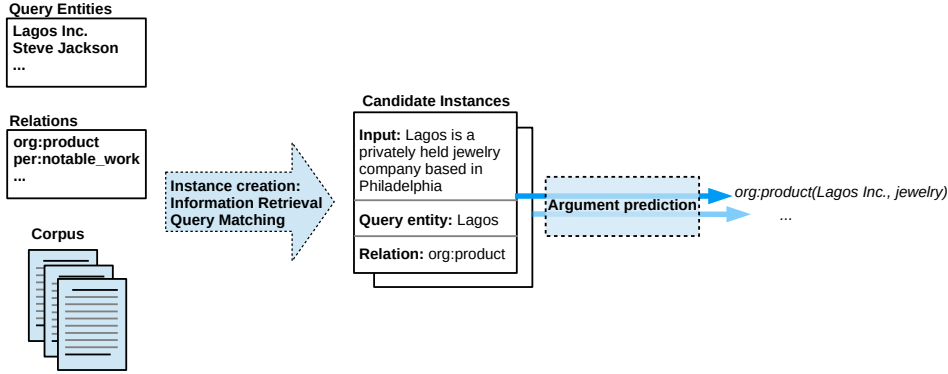 Query Entities
Lagos Inc.
Steve Jackson
...
Relations
org:product
per:notable_work
...
Corpus
Instance creation:
Information Retrieval
Query Matching
Candidate Instances
Input: Lagos is a
privately held jewelry
company based in
Philadelphia
Query entity: Lagos
Relation: org:product
Argument prediction
org:product(Lagos Inc., jewelry)
...